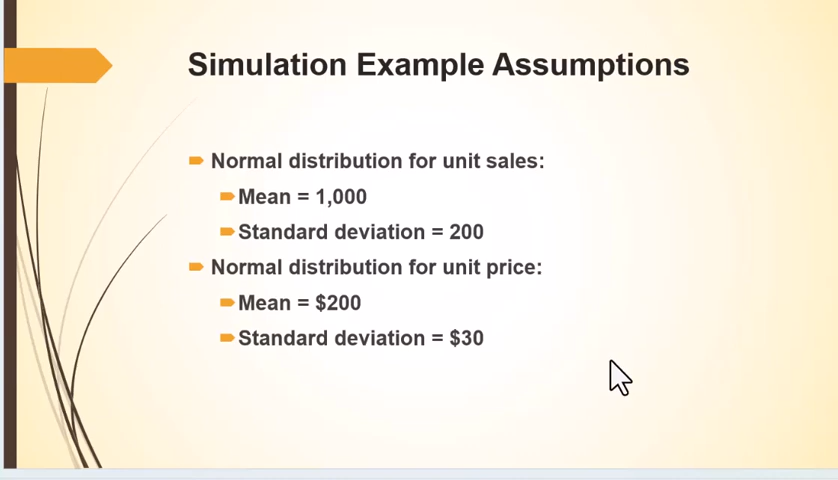 Simulation Example Assumptions
Normal distribution for unit sales:
Mean = 1,000
Standard deviation = 200
Normal distribution for unit price:
Mean = $200
Standard deviation = $30